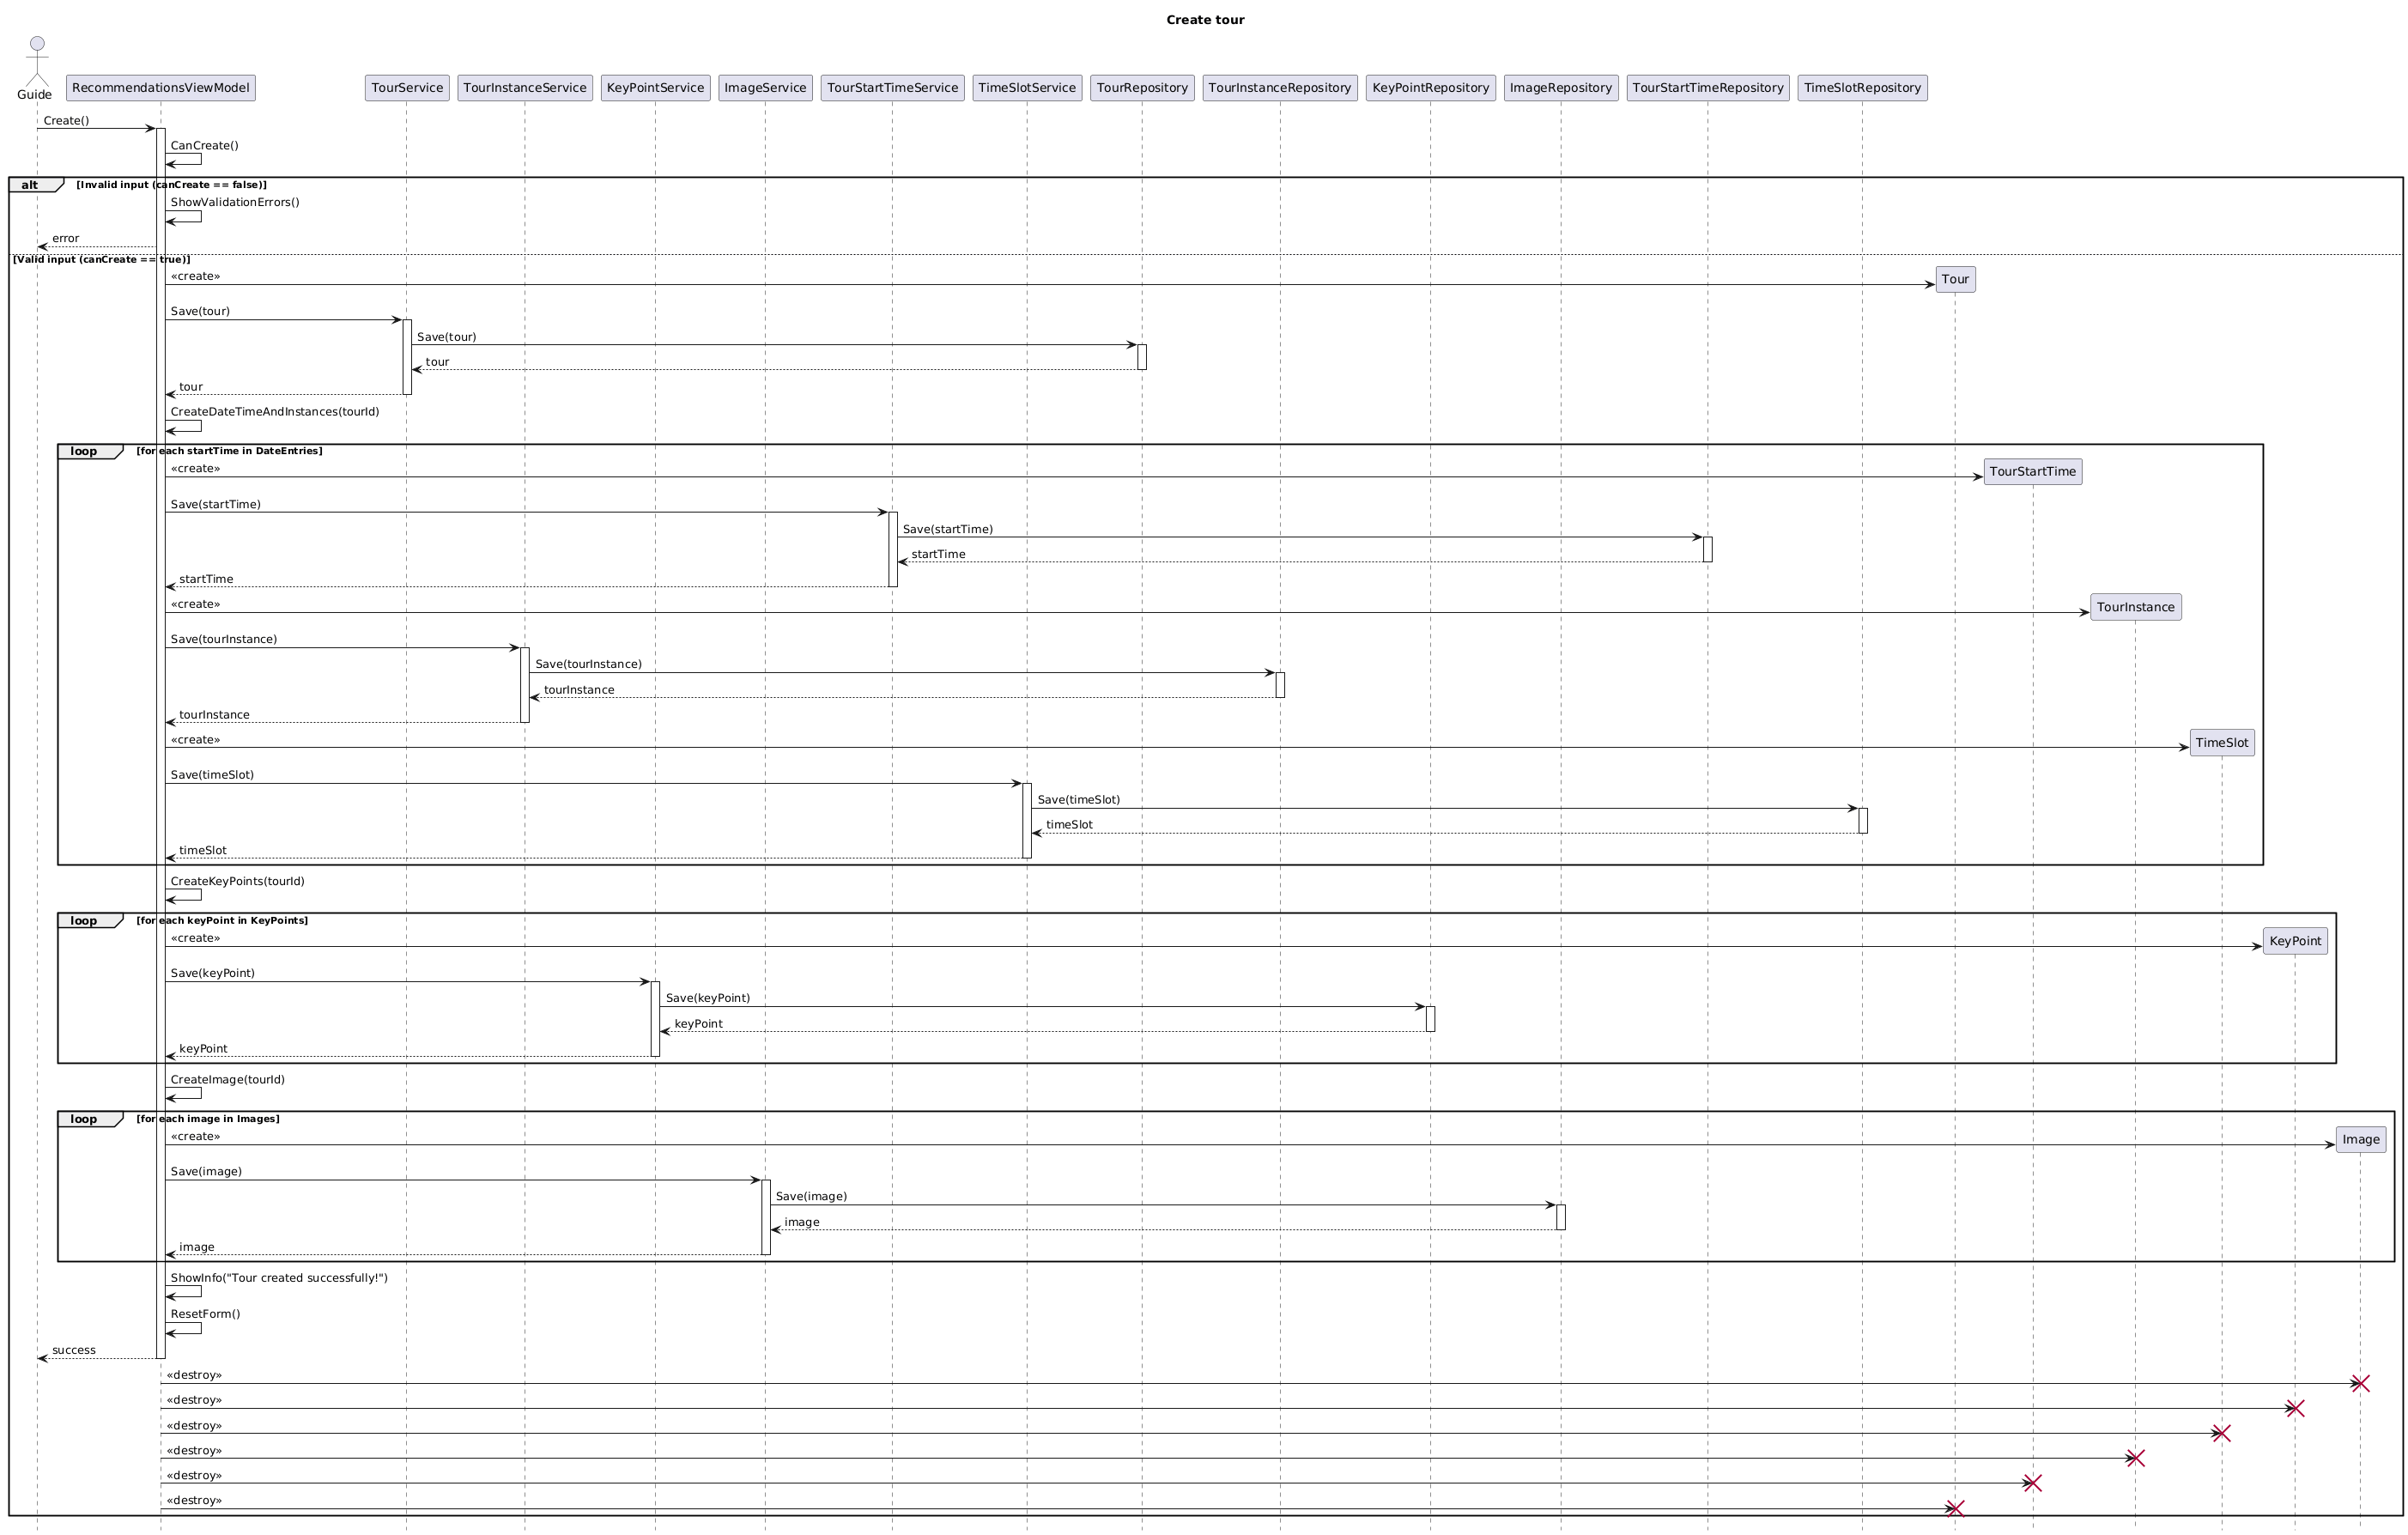 Create tour
Guide
RecommendationsViewModel
TourService
TourInstanceService
KeyPointService
ImageService
TourStartTimeService
TimeSlotService
TourRepository
TourInstanceRepository
KeyPointRepository
ImageRepository
TourStartTimeRepository
TimeSlotRepository
Create()
CanCreate()
alt [Invalid input (canCreate == false)]
ShowValidationErrors()
error
[Valid input (canCreate == true)]
«create»
Tour
Save(tour)
Save(tour)
tour
tour
CreateDateTimeAndInstances(tourId)
loop [for each startTime in DateEntries]
«create»
TourStartTime
Save(startTime)
Save(startTime)
startTime
startTime
«create»
TourInstance
Save(tourInstance)
Save(tourInstance)
tourInstance
tourInstance
«create»
TimeSlot
Save(timeSlot)
Save(timeSlot)
timeSlot
timeSlot
CreateKeyPoints(tourId)
loop [for each keyPoint in KeyPoints]
«create»
KeyPoint
Save(keyPoint)
Save(keyPoint)
keyPoint
keyPoint
CreateImage(tourId)
loop [for each image in Images]
«create»
Image
Save(image)
Save(image)
image
image
ShowInfo("Tour created successfully!")
ResetForm()
success
«destroy»
«destroy»
«destroy»
«destroy»
«destroy»
«destroy»